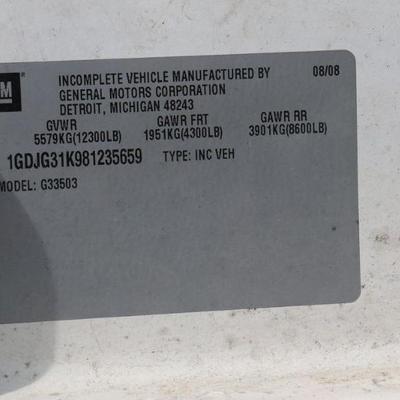 GM
INCOMPLETE VEHICLE MANUFACTURED BY 08/08
GENERAL MOTORS CORPORATION
DETROIT, MICHIGAN 48243
GVWR GAWR FRT GAWR RR
5579KG(12300LB) 1951KG(4300LB) 3901KG(8600LB)
1GDJG31K981235659 TYPE: INC VEH
MODEL: G33503